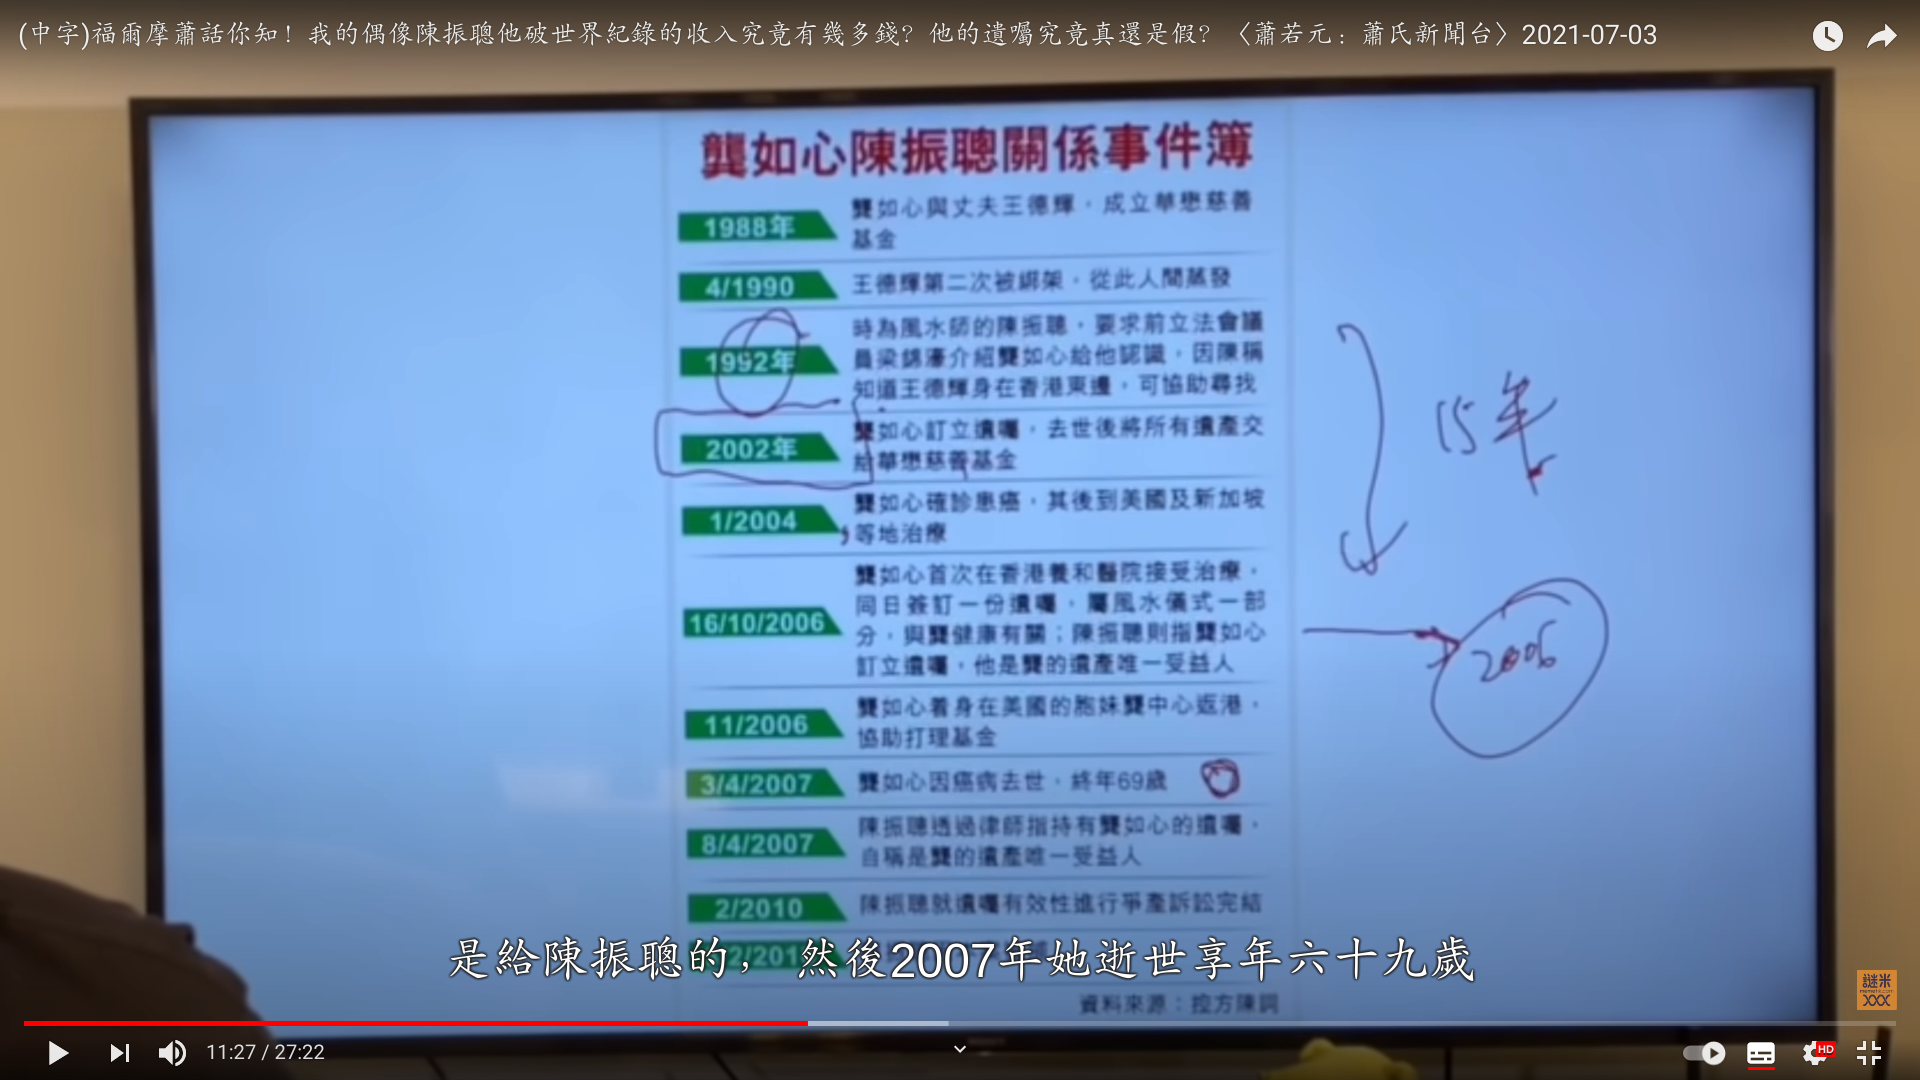 (中字)福爾摩蕭話你知！我的偶像陳振聰他破世界紀錄的收入究竟有幾多錢？他的遺囑究竟真還是假？〈蕭若元：蕭氏新聞台〉2021-07-03
龔如心陳振聰關係事件簿
1988年
龔如心與丈夫王德輝，成立華懋慈善
基金
4/1990
王德輝第二次被綁架，從此人間蒸發
1992年
時為風水師的陳振聰，要求前立法會議
員梁錦濠介紹龔如心給他認識，因陳稱
知道王德輝身在香港東邊，可協助尋找
2002年
龔如心訂立遺囑，去世後將所有遺產交
給華懋慈善基金
1/2004
龔如心確診患癌，其後到美國及新加坡
等地治療
16/10/2006
龔如心首次在香港養和醫院接受治療，
同日簽訂一份遺囑，屬風水儀式一部
分，與龔健康有關；陳振聰則指龔如心
訂立遺囑，他是龔的遺產唯一受益人
11/2006
龔如心着身在美國的胞妹龔中心返港，
協助打理基金
3/4/2007
龔如心因癌病去世，終年69歲
8/4/2007
陳振聰透過律師指持有龔如心的遺囑，
自稱是龔的遺產唯一受益人
2/2010
陳振聰就遺囑有效性進行爭產訴訟完結
資料來源：控方陳詞
15年
2006
是給陳振聰的， 然後2007年她逝世享年六十九歲
謎米
11:27 / 27:22
HD